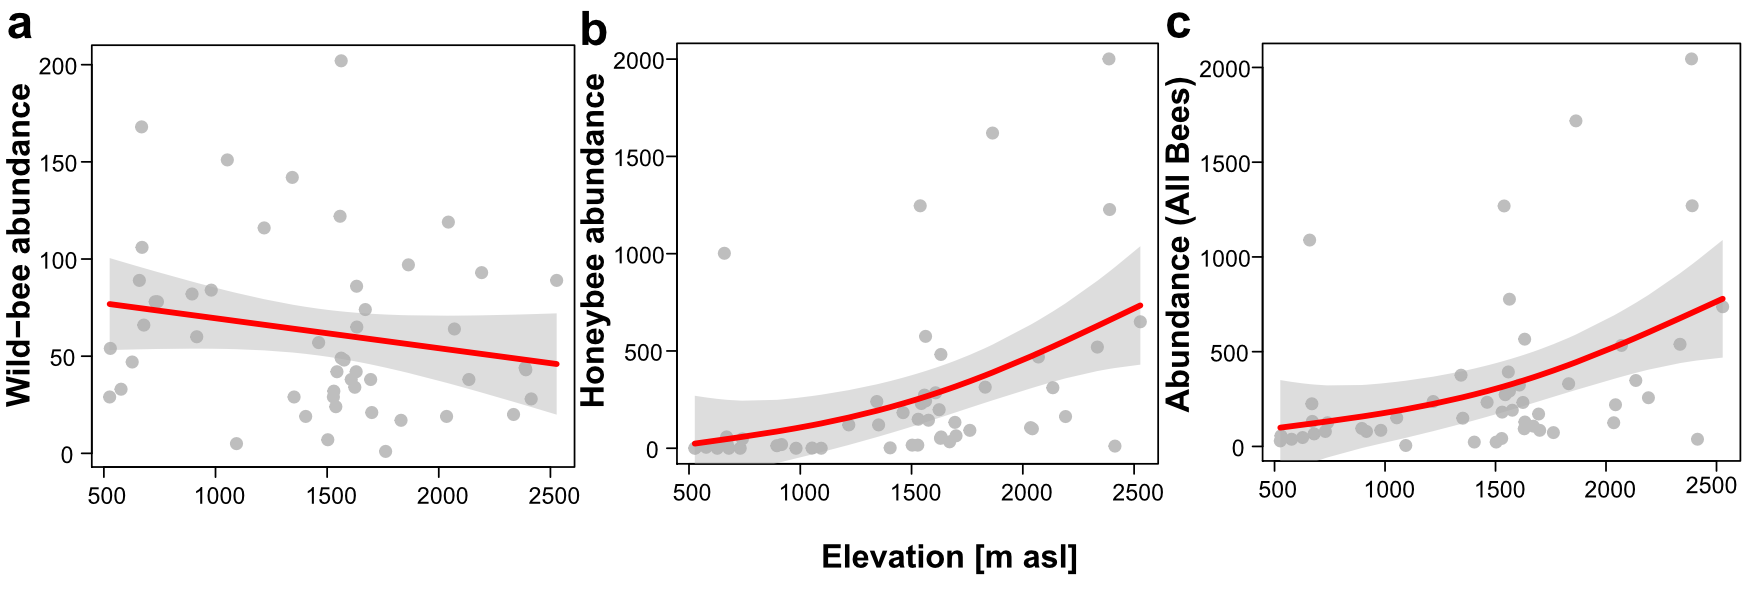 a
Wild−bee abundance
200
150
100
50
0
500 1000 1500 2000 2500
b
Honeybee abundance
2000
1500
1000
500
0
500 1000 1500 2000 2500
c
Abundance (All Bees)
2000
1500
1000
500
0
500 1000 1500 2000 2500
Elevation [m asl]